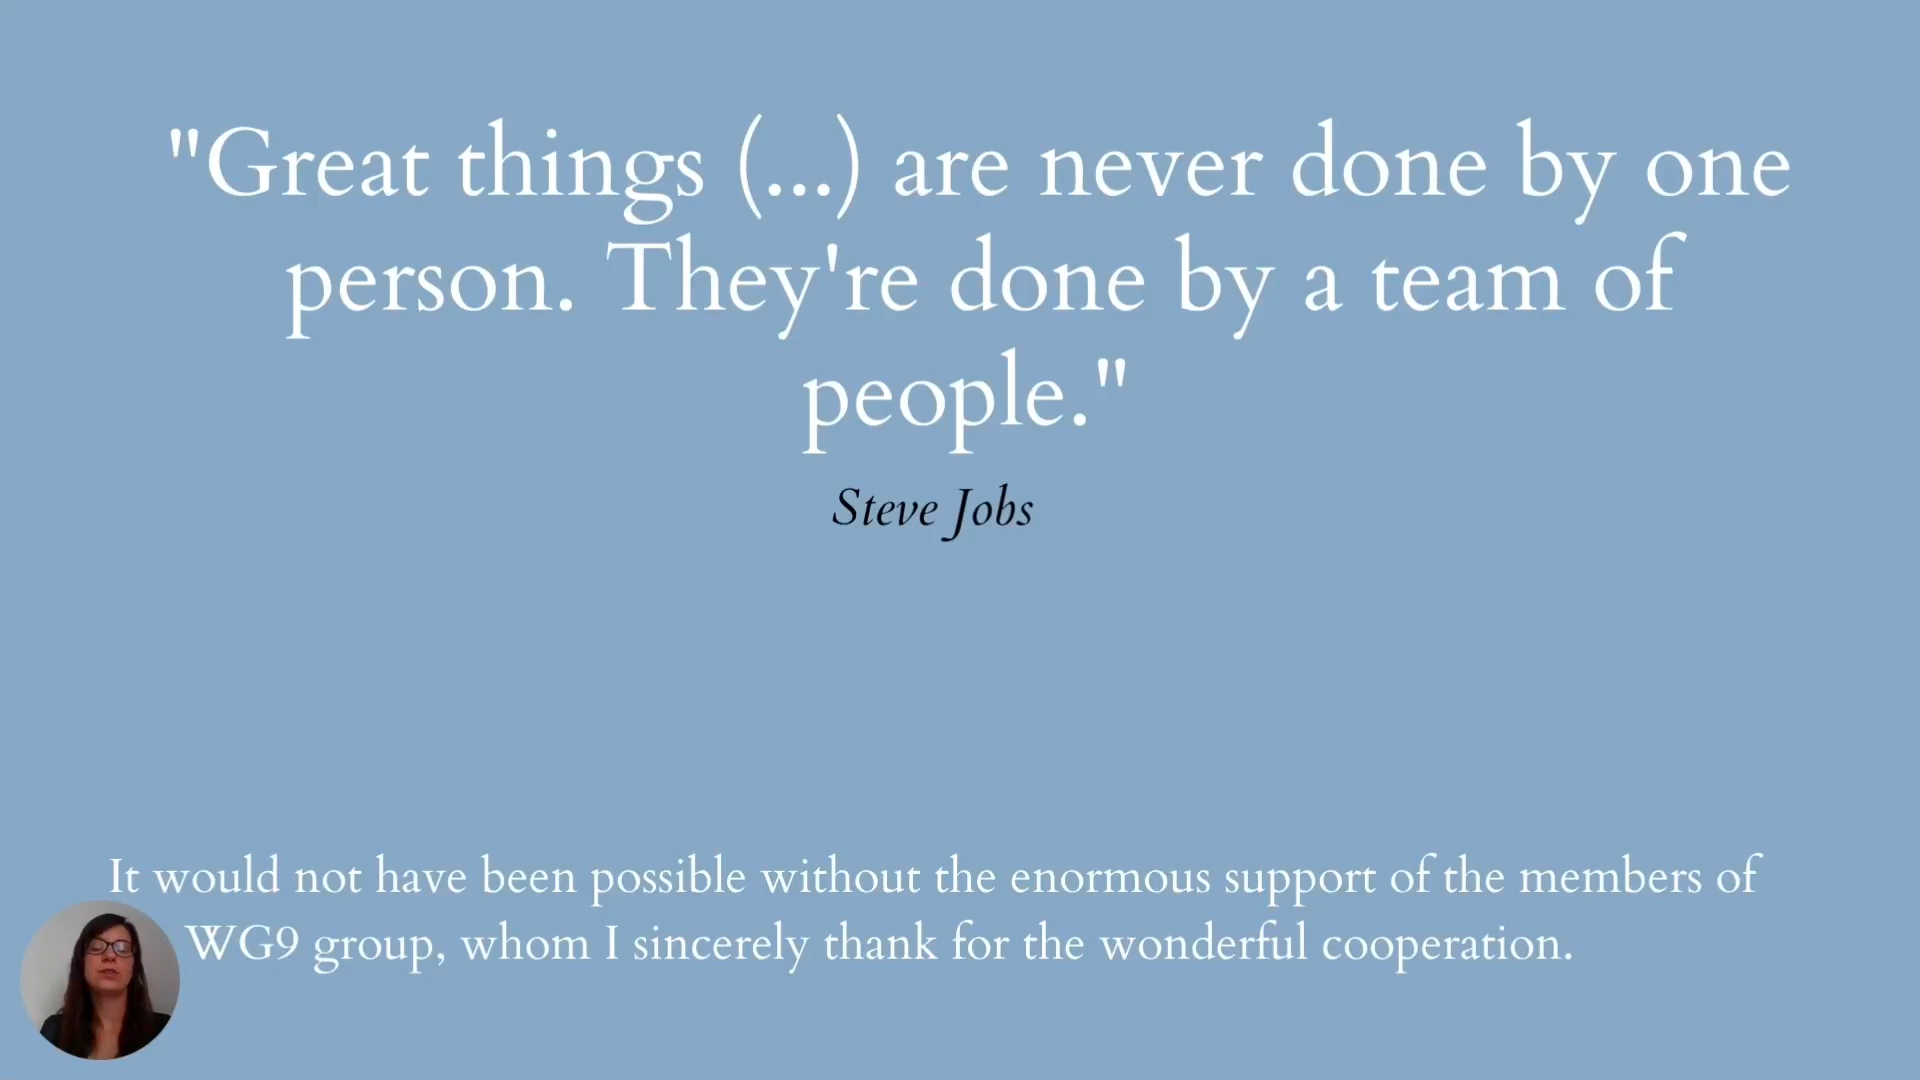 "Great things (...) are never done by one
person. They're done by a team of
people."
Steve Jobs
It would not have been possible without the enormous support of the members of
WG9 group, whom I sincerely thank for the wonderful cooperation.